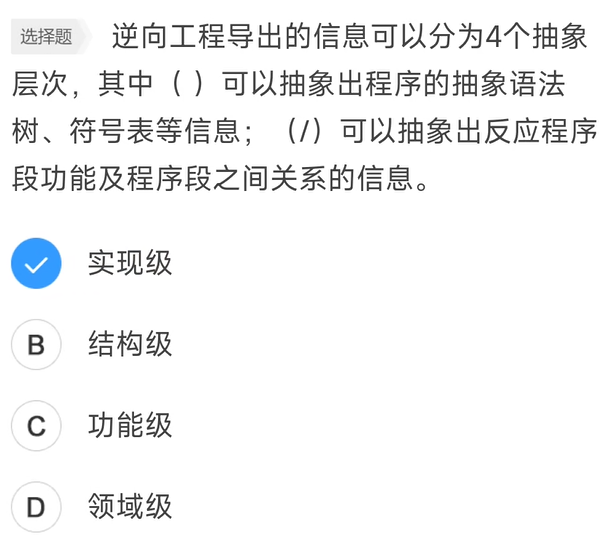 选择题 逆向工程导出的信息可以分为4个抽象
层次，其中（ ）可以抽象出程序的抽象语法
树、符号表等信息；（/）可以抽象出反应程序
段功能及程序段之间关系的信息。
实现级
B 结构级
C 功能级
D 领域级